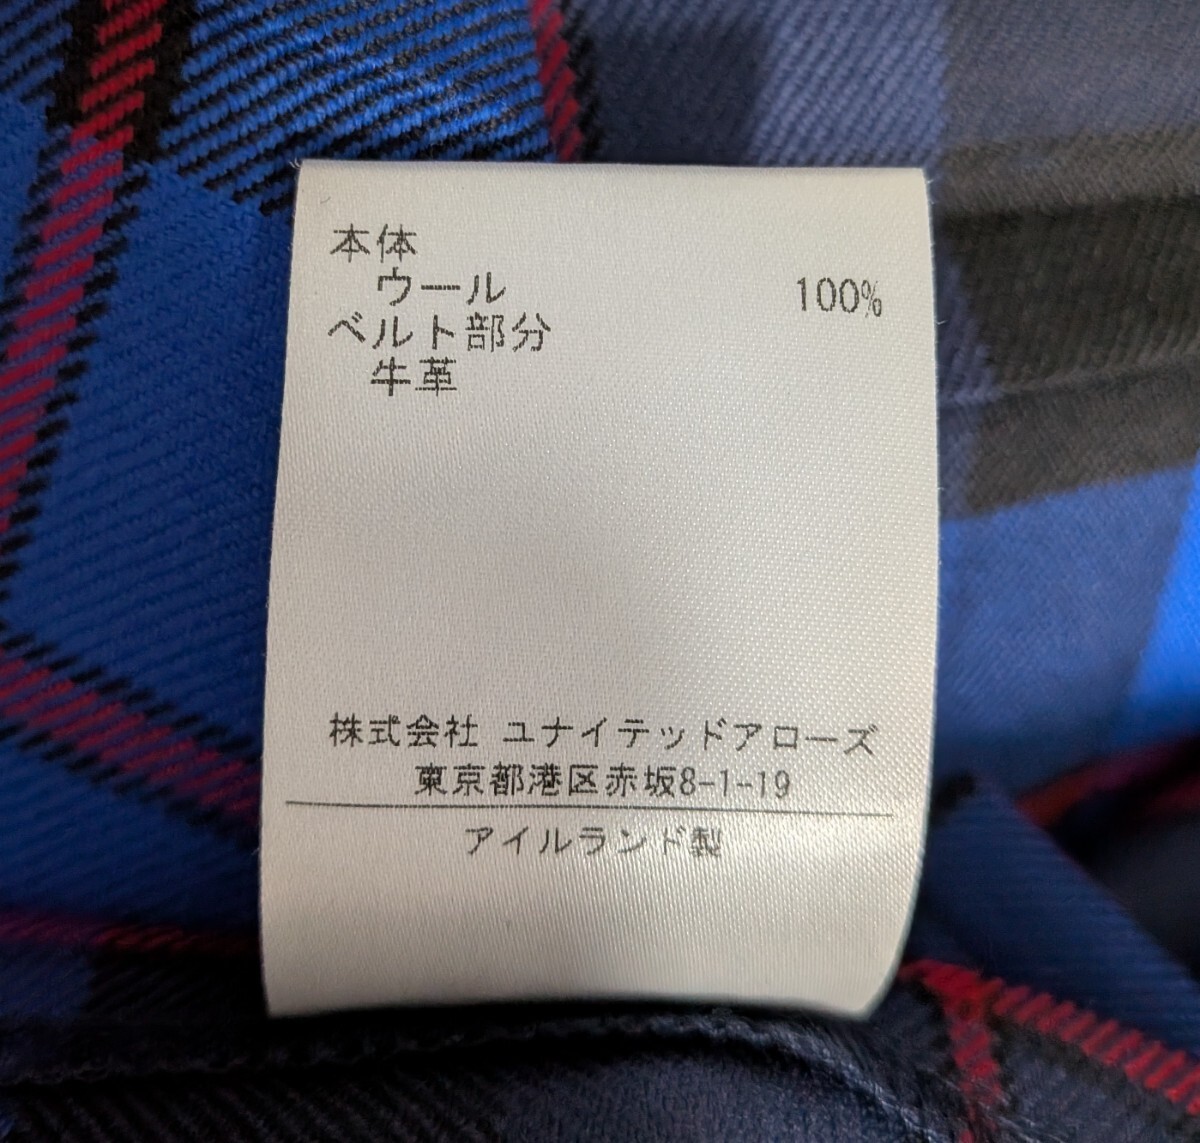 本体
ウール 100%
ベルト部分
牛革
株式会社 ユナイテッドアローズ
東京都港区赤坂8-1-19
アイルランド製